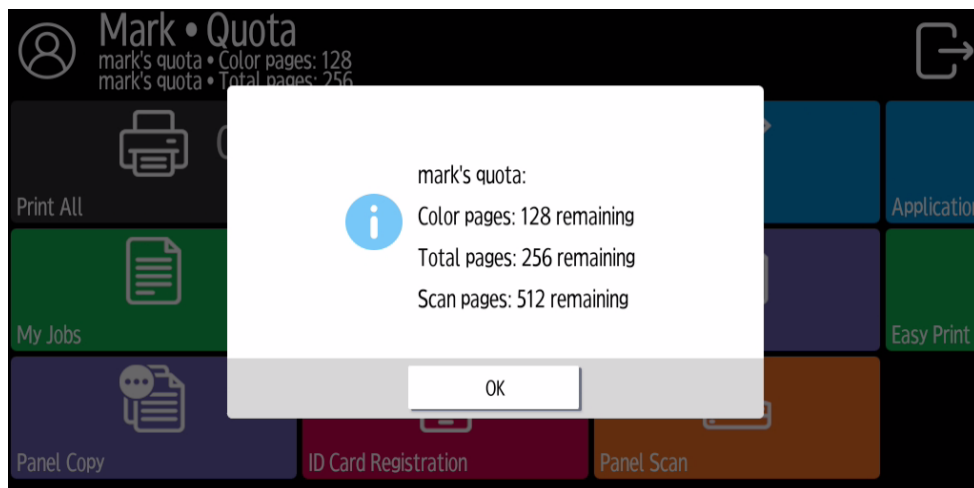 Mark • Quota
mark's quota • Color pages: 128
mark's quota • Total pages: 256
mark's quota:
Color pages: 128 remaining
Total pages: 256 remaining
Scan pages: 512 remaining
OK
Print All
My Jobs
Easy Print
Panel Copy
ID Card Registration
Panel Scan